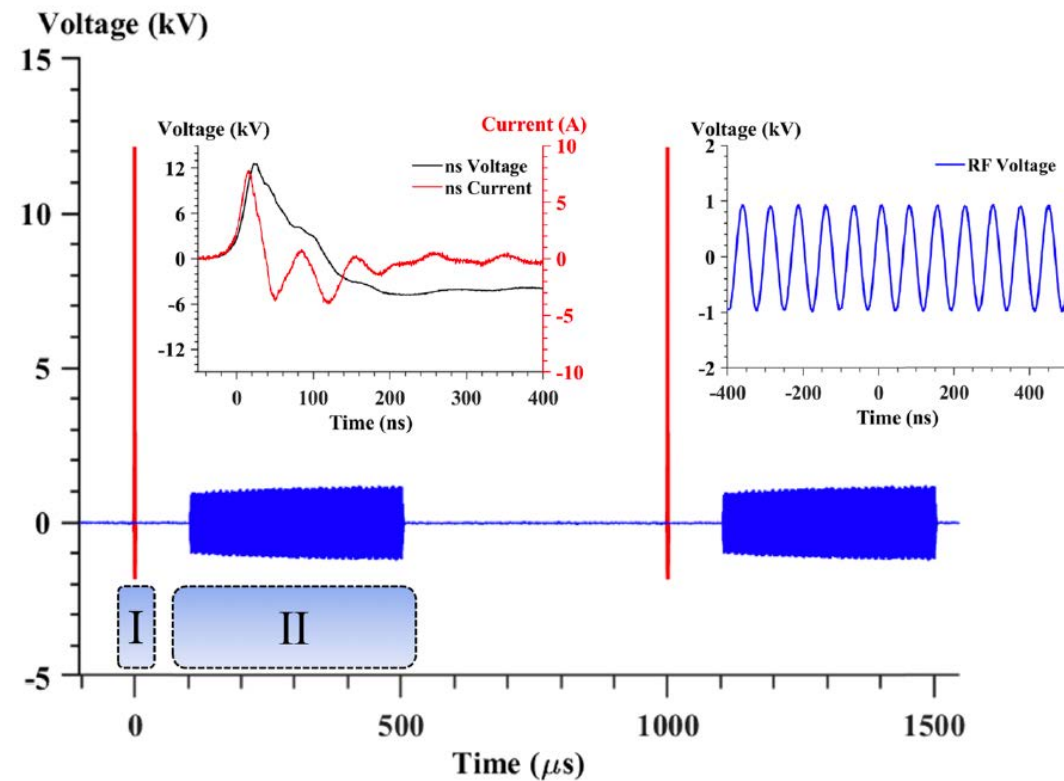 Voltage (kV)
15
10
5
0
-5
0 500 1000 1500
Time (μs)
I
II
Voltage (kV)
Current (A)
12
6
0
-6
-12
10
5
0
-5
-10
ns Voltage
ns Current
0 100 200 300 400
Time (ns)
Voltage (kV)
2
1
0
-1
-2
RF Voltage
-400 -200 0 200 400
Time (ns)